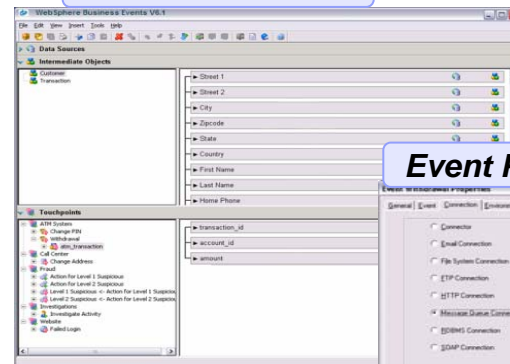 WebSphere Business Events V6.1
File Edit View Insert Tools Help
Data Sources
Intermediate Objects
Customer
Transaction
Street 1
Street 2
City
Zipcode
State
Country
First Name
Last Name
Home Phone
Event
Touchpoints
ATM System
Change PIN
Withdrawal
atm_transaction
Call Center
Change Address
Fraud
Action for Level 1 Suspicious
Action for Level 2 Suspicious
Level 1 Suspicious <- Action for Level 1
Level 2 Suspicious <- Action for Level 2
Investigations
Investigate Activity
Website
Failed Login
transaction_id
account_id
amount
Event Withdrawal Properties
General Event Connection
Connector
Email Connection
File System Connection
FTP Connection
HTTP Connection
Message Queue
RDBMS Connection
SOAP Connection